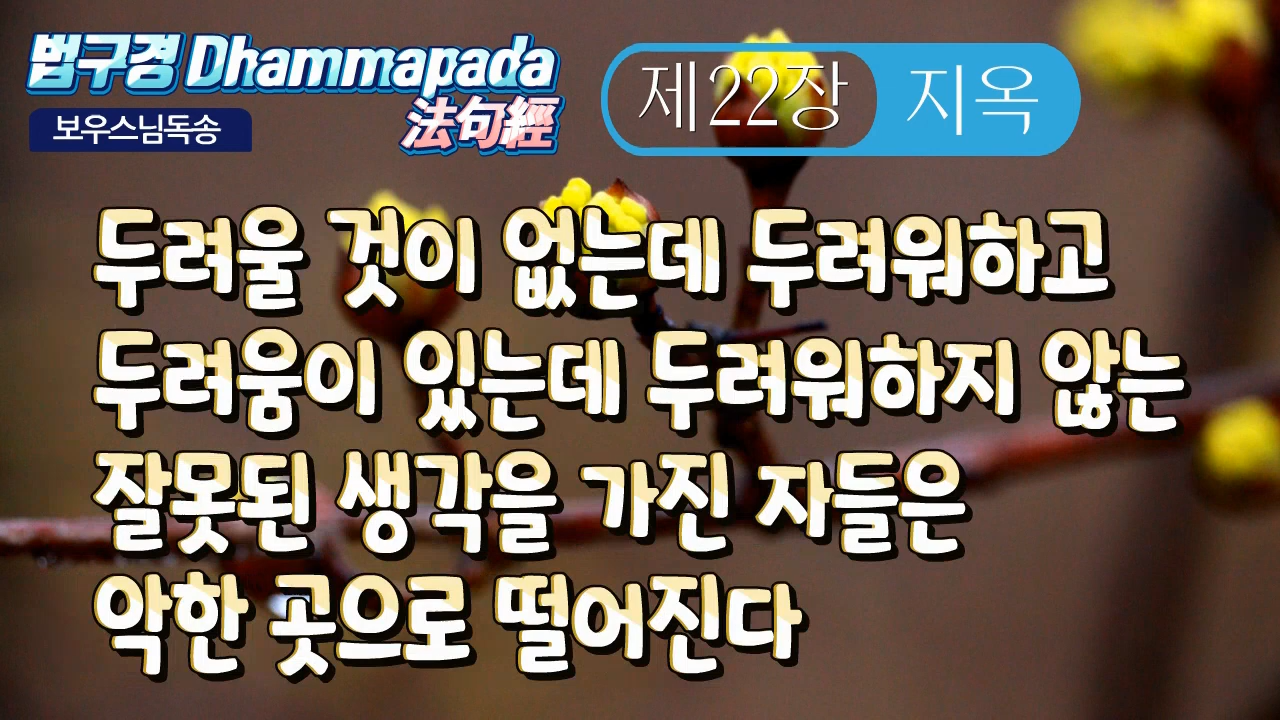 법구경 Dhammapada
法句經
보우스님독송
제22장 지옥
두려울 것이 없는데 두려워하고
두려움이 있는데 두려워하지 않는
잘못된 생각을 가진 자들은
악한 곳으로 떨어진다